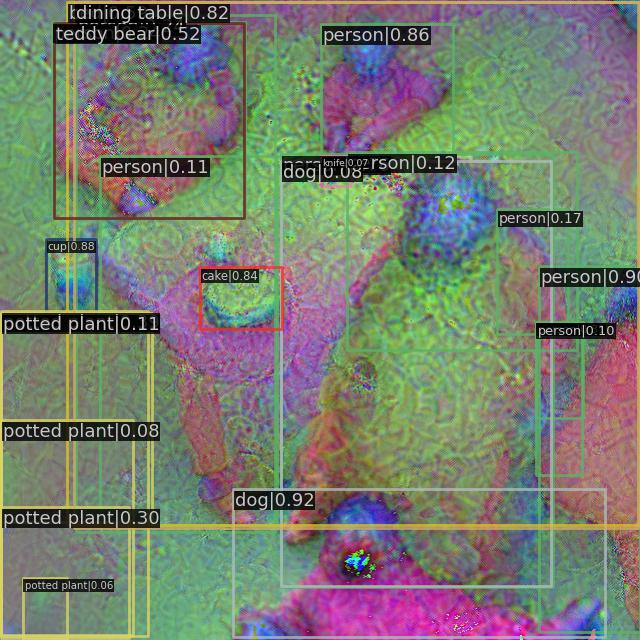 dining table|0.82
teddy bear|0.52
person|0.86
person|0.11
knife|0.07
rson|0.12
dog|0.08
person|0.17
cup|0.88
cake|0.84
person|0.90
potted plant|0.11
person|0.10
potted plant|0.08
dog|0.92
potted plant|0.30
potted plant|0.06